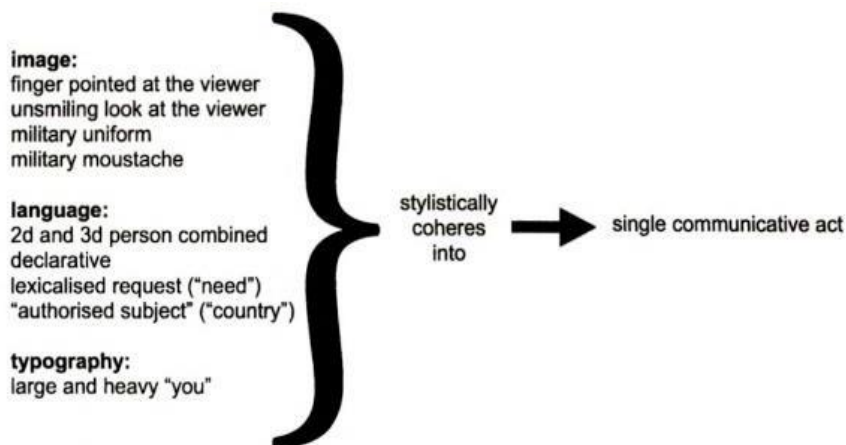 image:
finger pointed at the viewer
unsmiling look at the viewer
military uniform
military moustache
language:
2d and 3d person combined
declarative
lexicalised request (“need”)
“authorised subject” (“country”)
typography:
large and heavy “you”
stylistically
coheres
into
single communicative act